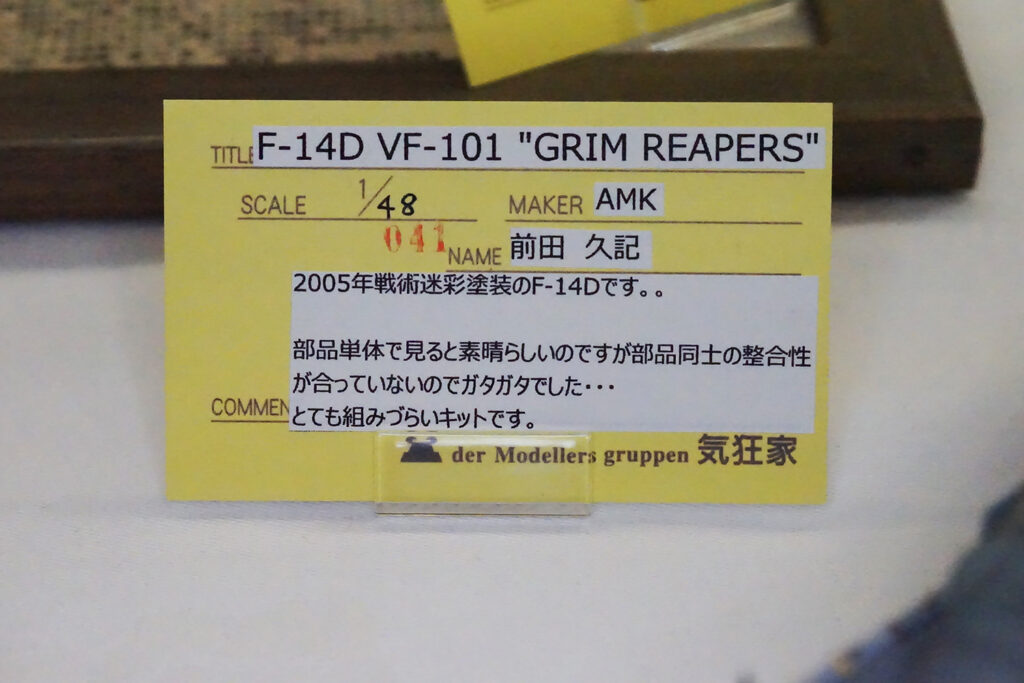 TITLE F-14D VF-101 "GRIM REAPERS"
SCALE 1/48 MAKER AMK
041
NAME 前田 久記
2005年戦術迷彩塗装のF-14Dです。。
部品単体で見ると素晴らしいのですが部品同士の整合性
が合っていないのでガタガタでした・・・
COMMEN とても組みづらいキットです。
der Modellers gruppen 気狂家